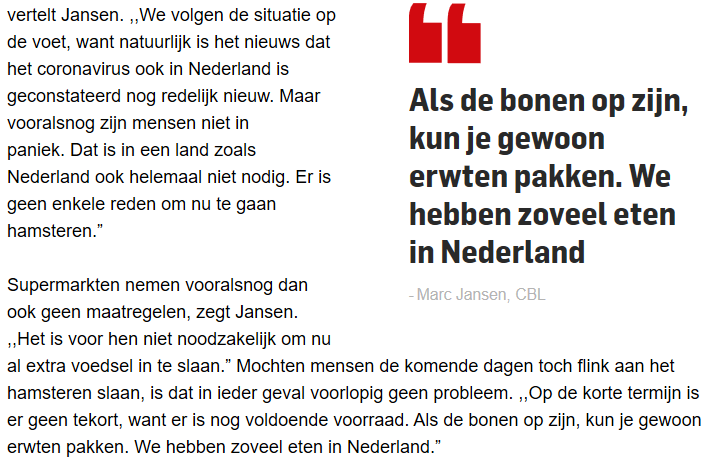 vertelt Jansen. ,,We volgen de situatie op
de voet, want natuurlijk is het nieuws dat
het coronavirus ook in Nederland is
geconstateerd nog redelijk nieuw. Maar
vooralsnog zijn mensen niet in
paniek. Dat is in een land zoals
Nederland ook helemaal niet nodig. Er is
geen enkele reden om nu te gaan
hamsteren.”
Als de bonen op zijn,
kun je gewoon
erwten pakken. We
hebben zoveel eten
in Nederland
- Marc Jansen, CBL
Supermarkten nemen vooralsnog dan
ook geen maatregelen, zegt Jansen.
,,Het is voor hen niet noodzakelijk om nu
al extra voedsel in te slaan.” Mochten mensen de komende dagen toch flink aan het
hamsteren slaan, is dat in ieder geval voorlopig geen probleem. ,,Op de korte termijn is
er geen tekort, want er is nog voldoende voorraad. Als de bonen op zijn, kun je gewoon
erwten pakken. We hebben zoveel eten in Nederland.”